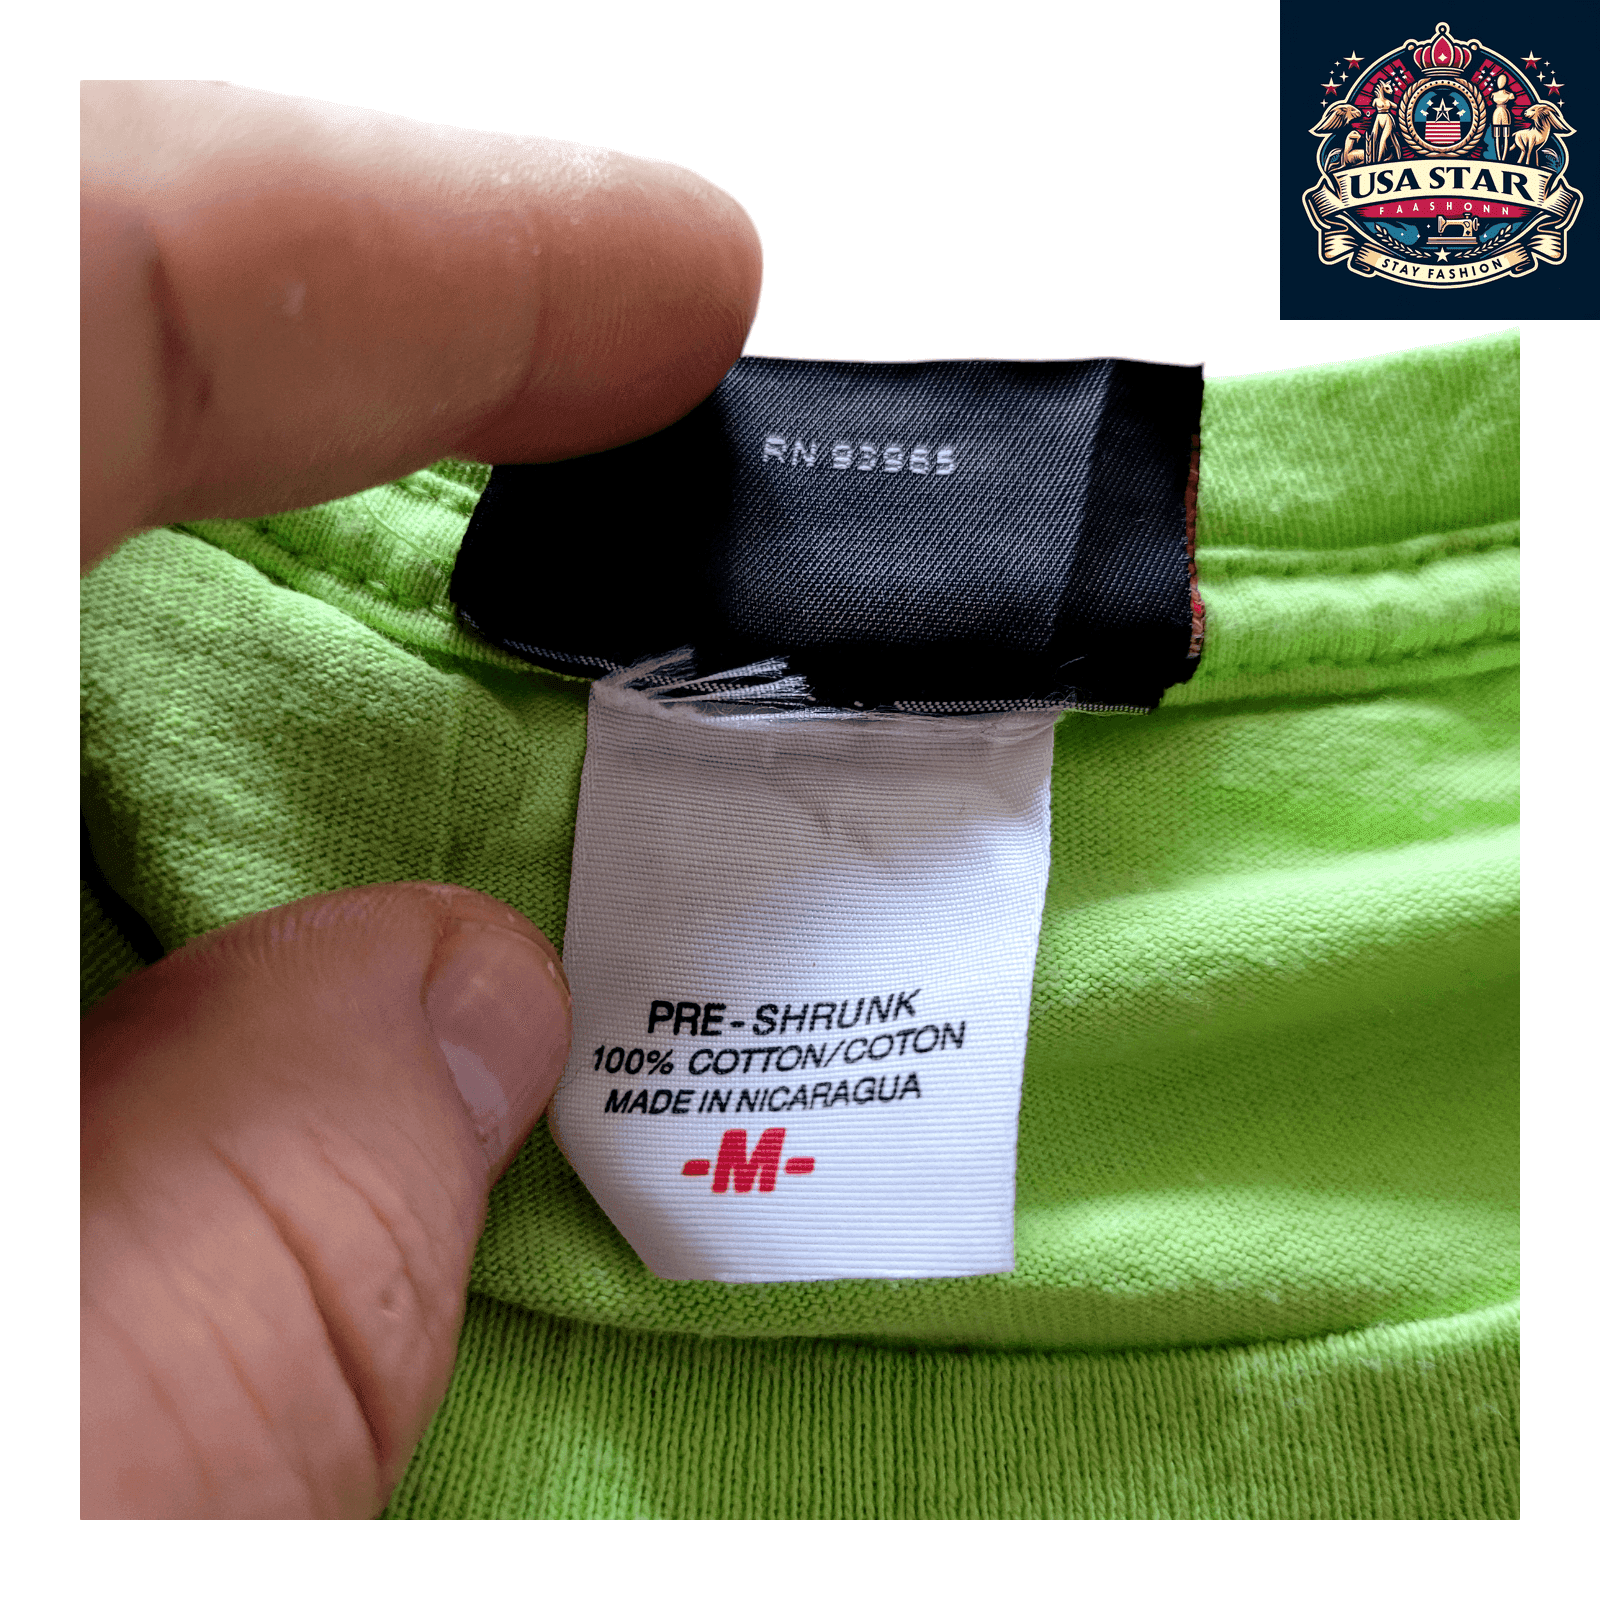 USA STAR
FAASHONN
STAY FASHION
RN 93965
PRE-SHRUNK
100% COTTON/COTON
MADE IN NICARAGUA
-M-